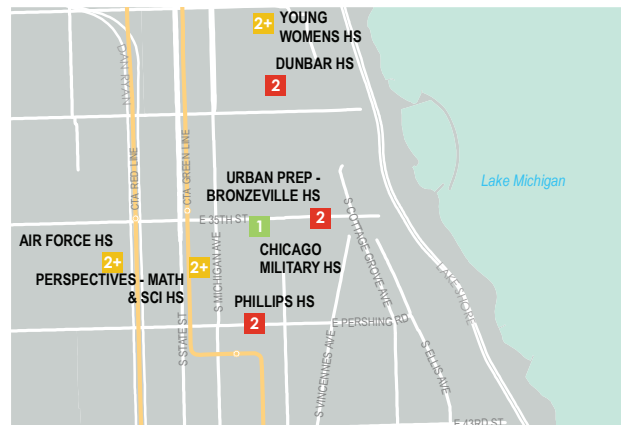 2+
YOUNG
WOMENS HS
DUNBAR HS
2
DAN RYAN
CTA RED LINE
CTA GREEN LINE
Lake Michigan
URBAN PREP -
BRONZEVILLE HS
2
E 35TH ST
1
S COTTAGE GROVE AVE
AIR FORCE HS
2+
CHICAGO
MILITARY HS
PERSPECTIVES - MATH
& SCI HS
2+
S MICHIGAN AVE
LAKE SHORE
PHILLIPS HS
2
E PERSHING RD
S STATE ST
S VINCENNES AVE
S ELLIS AVE
E 43RD ST